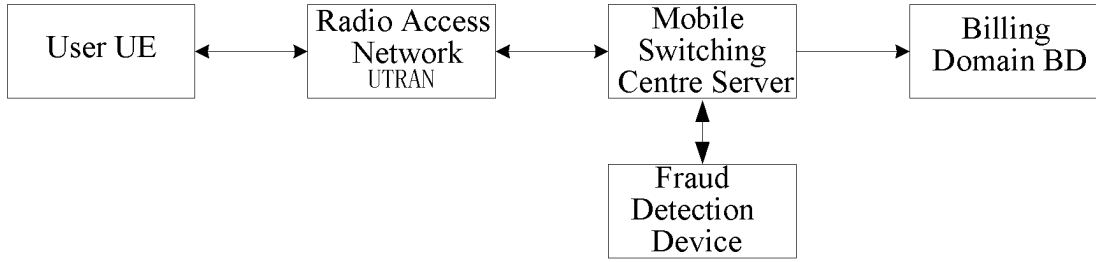 User UE
Radio Access
Network
UTRAN
Mobile
Switching
Centre Server
Billing
Domain BD
Fraud
Detection
Device